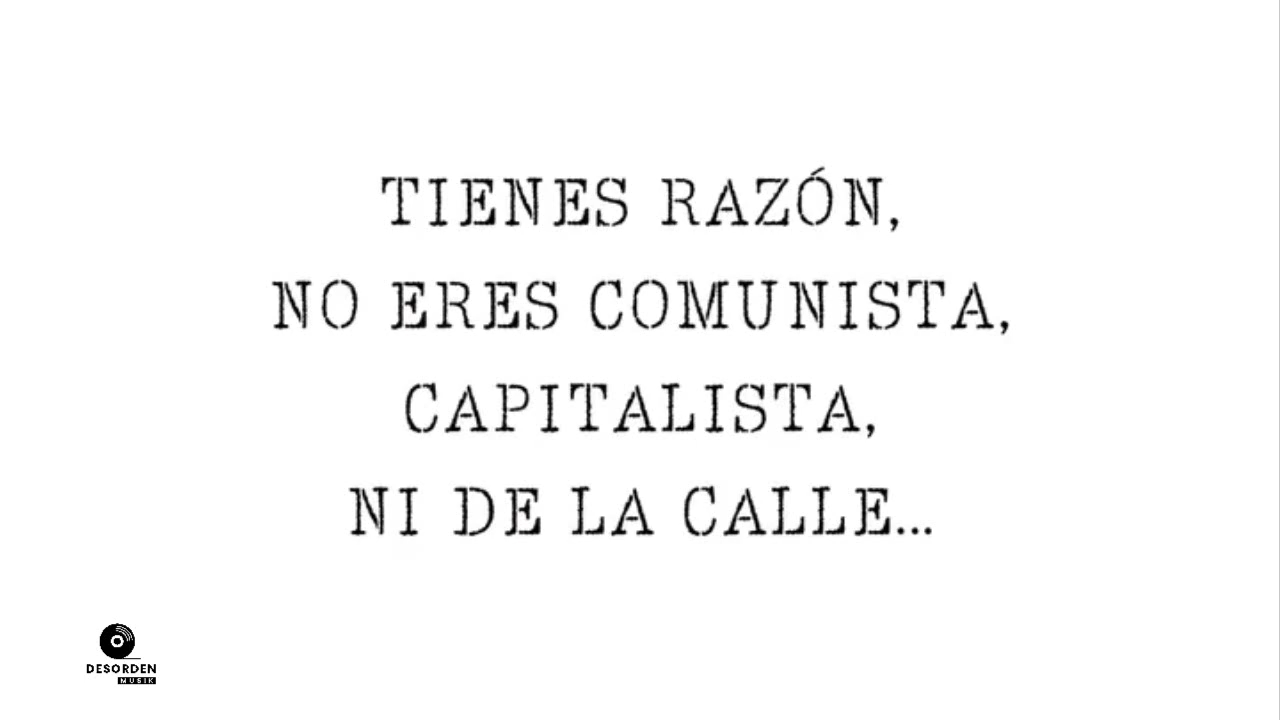 TIENES RAZÓN,
NO ERES COMUNISTA,
CAPITALISTA,
NI DE LA CALLE...
DESORDEN
MUSIK